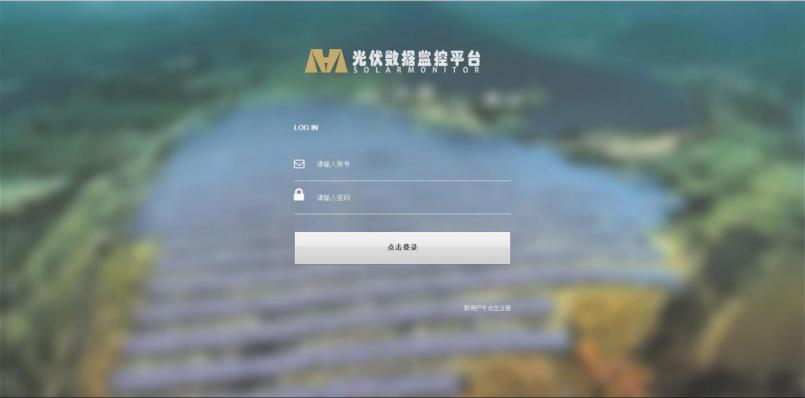 光伏数据监控平台
SOLARMONITOR
LOG IN
请输入账号
请输入密码
点击登录
新用户?点击注册